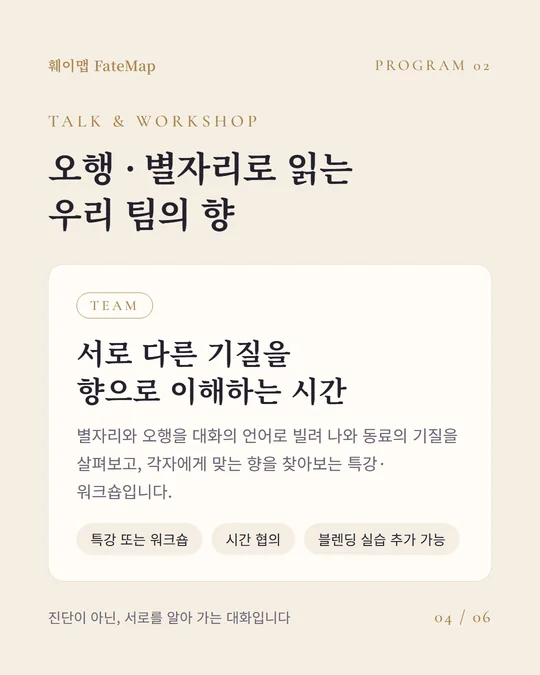 훼이맵 FateMap
PROGRAM 02
TALK & WORKSHOP
오행 · 별자리로 읽는
우리 팀의 향
TEAM
서로 다른 기질을
향으로 이해하는 시간
별자리와 오행을 대화의 언어로 빌려 나와 동료의 기질을
살펴보고, 각자에게 맞는 향을 찾아보는 특강·
워크숍입니다.
특강 또는 워크숍
시간 협의
블렌딩 실습 추가 가능
진단이 아닌, 서로를 알아 가는 대화입니다
04 / 06